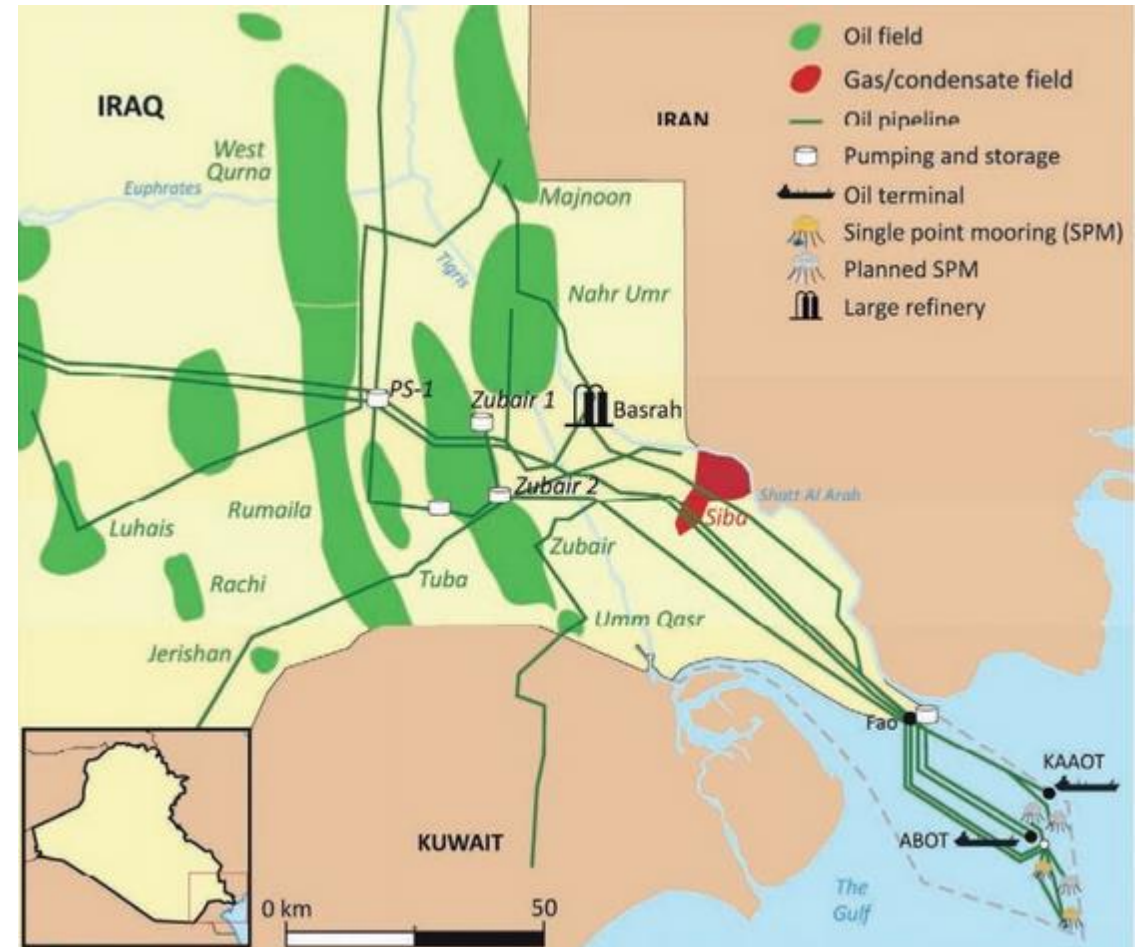 IRAQ
IRAN
Oil field
Gas/condensate field
Oil pipeline
Pumping and storage
Oil terminal
Single point mooring (SPM)
Planned SPM
Large refinery
West
Qurna
Euphrates
Majnoon
Tigris
Nahr Umr
PS-1
Zubair 1
Basrah
Zubair 2
Shatt Al Arab
Siba
Luhais
Rumaila
Zubair
Rachi
Tuba
Umm Qasr
Jerishan
Fao
KAAOT
ABOT
KUWAIT
The
Gulf
0 km
50